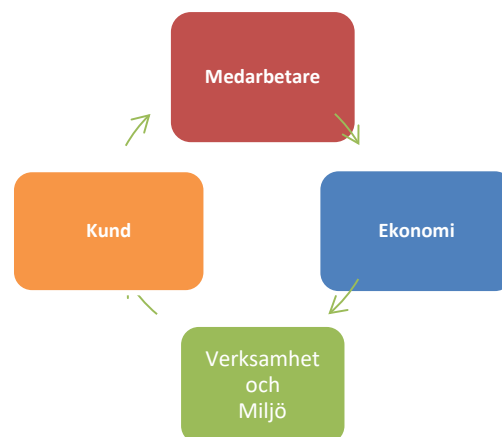 Medarbetare
Kund
Ekonomi
Verksamhet
och
Miljö